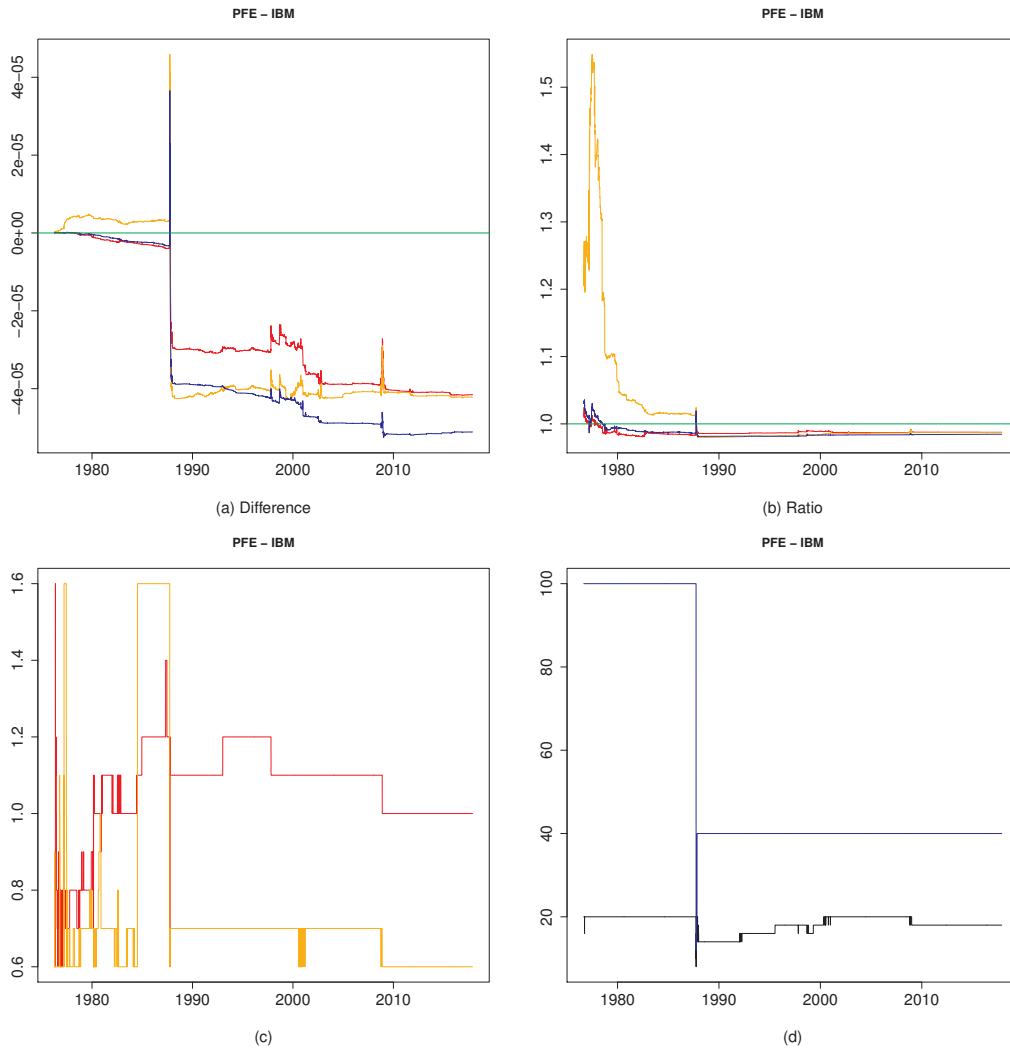 PFE – IBM
4e−05
2e−05
0e+00
−2e−05
−4e−05
1980 1990 2000 2010
(a) Difference
PFE – IBM
1.5
1.4
1.3
1.2
1.1
1.0
1980 1990 2000 2010
(b) Ratio
PFE – IBM
1.6
1.4
1.2
1.0
0.8
0.6
1980 1990 2000 2010
(c)
PFE – IBM
100
80
60
40
20
1980 1990 2000 2010
(d)